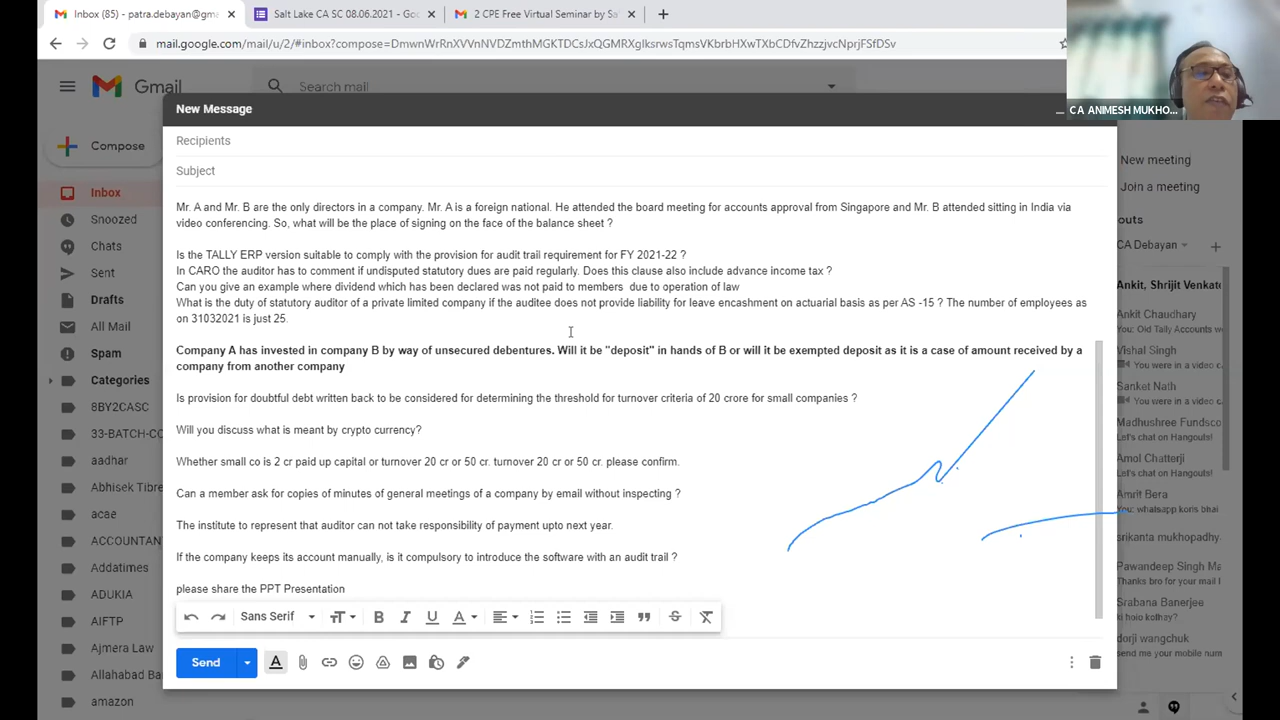 Inbox (85) - patra.debayan@gma
Salt Lake CA SC 08.06.2021 - Goo
2 CPE Free Virtual Seminar by Sa
mail.google.com/mail/u/2/#inbox?compose=DmwnWrRnXVVnNVDZmthMGKTDCsJxQGMRXglksrwsTqmsVKbrbHXwTXbCDfvZhzzjvcNprjFSfDSv
CA ANIMESH MUKHO...
Gmail
Search mail
Compose
Inbox
Snoozed
Chats
Sent
Drafts
All Mail
Spam
Categories
8BY2CASC
33-BATCH-CO
aadhar
Abhisek Tibre
acae
ACCOUNTAN
Addatimes
ADUKIA
AIFTP
Ajmera Law
Allahabad Ba
amazon
New Message
Recipients
Subject
Mr. A and Mr. B are the only directors in a company. Mr. A is a foreign national. He attended the board meeting for accounts approval from Singapore and Mr. B attended sitting in India via
video conferencing. So, what will be the place of signing on the face of the balance sheet ?
Is the TALLY ERP version suitable to comply with the provision for audit trail requirement for FY 2021-22 ?
In CARO the auditor has to comment if undisputed statutory dues are paid regularly. Does this clause also include advance income tax ?
Can you give an example where dividend which has been declared was not paid to members due to operation of law
What is the duty of statutory auditor of a private limited company if the auditee does not provide liability for leave encashment on actuarial basis as per AS -15 ? The number of employees as
on 31032021 is just 25.
Company A has invested in company B by way of unsecured debentures. Will it be "deposit" in hands of B or will it be exempted deposit as it is a case of amount received by a
company from another company
Is provision for doubtful debt written back to be considered for determining the threshold for turnover criteria of 20 crore for small companies ?
Will you discuss what is meant by crypto currency?
Whether small co is 2 cr paid up capital or turnover 20 cr or 50 cr. turnover 20 cr or 50 cr. please confirm.
Can a member ask for copies of minutes of general meetings of a company by email without inspecting ?
The institute to represent that auditor can not take responsibility of payment upto next year.
If the company keeps its account manually, is it compulsory to introduce the software with an audit trail ?
please share the PPT Presentation
Sans Serif
Send
New meeting
Join a meeting
outs
CA Debayan
Ankit, Shrijit Venkate
Ankit Chaudhary
You: Old Tally Accounts w
Vishal Singh
You were in a video c
Sanket Nath
You were in a video c
Madhushree Fundsco
Let's chat on Hangouts!
Amol Chatterji
Let's chat on Hangouts!
Amrit Bera
You: whatsapp koris bhai
srikanta mukhopadhy
Pawandeep Singh Ma
Thanks bro for your mail I
Srabana Banerjee
ki holo kothay?
dorji wangchuk
send me your mobile num